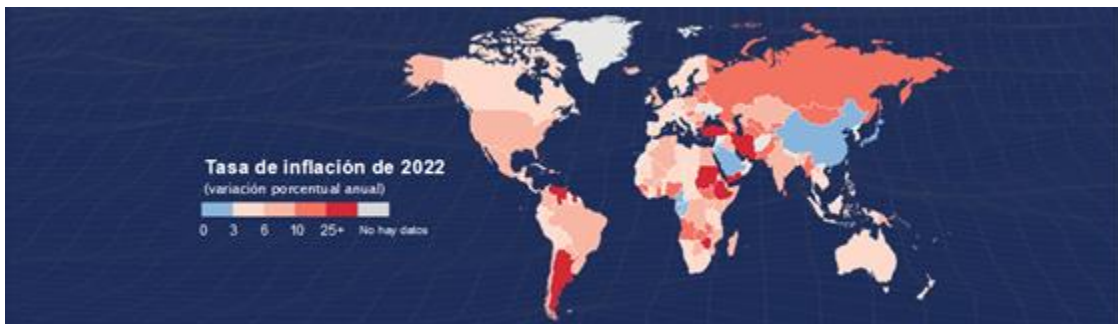 Tasa de inflación de 2022
(variación porcentual anual)
0 3 6 10 25+ No hay datos